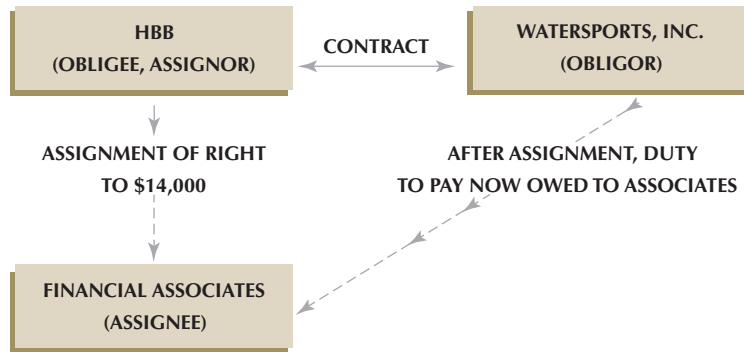 HBB
(OBLIGEE, ASSIGNOR)
CONTRACT
WATERSPORTS, INC.
(OBLIGOR)
ASSIGNMENT OF RIGHT
TO $14,000
AFTER ASSIGNMENT, DUTY
TO PAY NOW OWED TO ASSOCIATES
FINANCIAL ASSOCIATES
(ASSIGNEE)